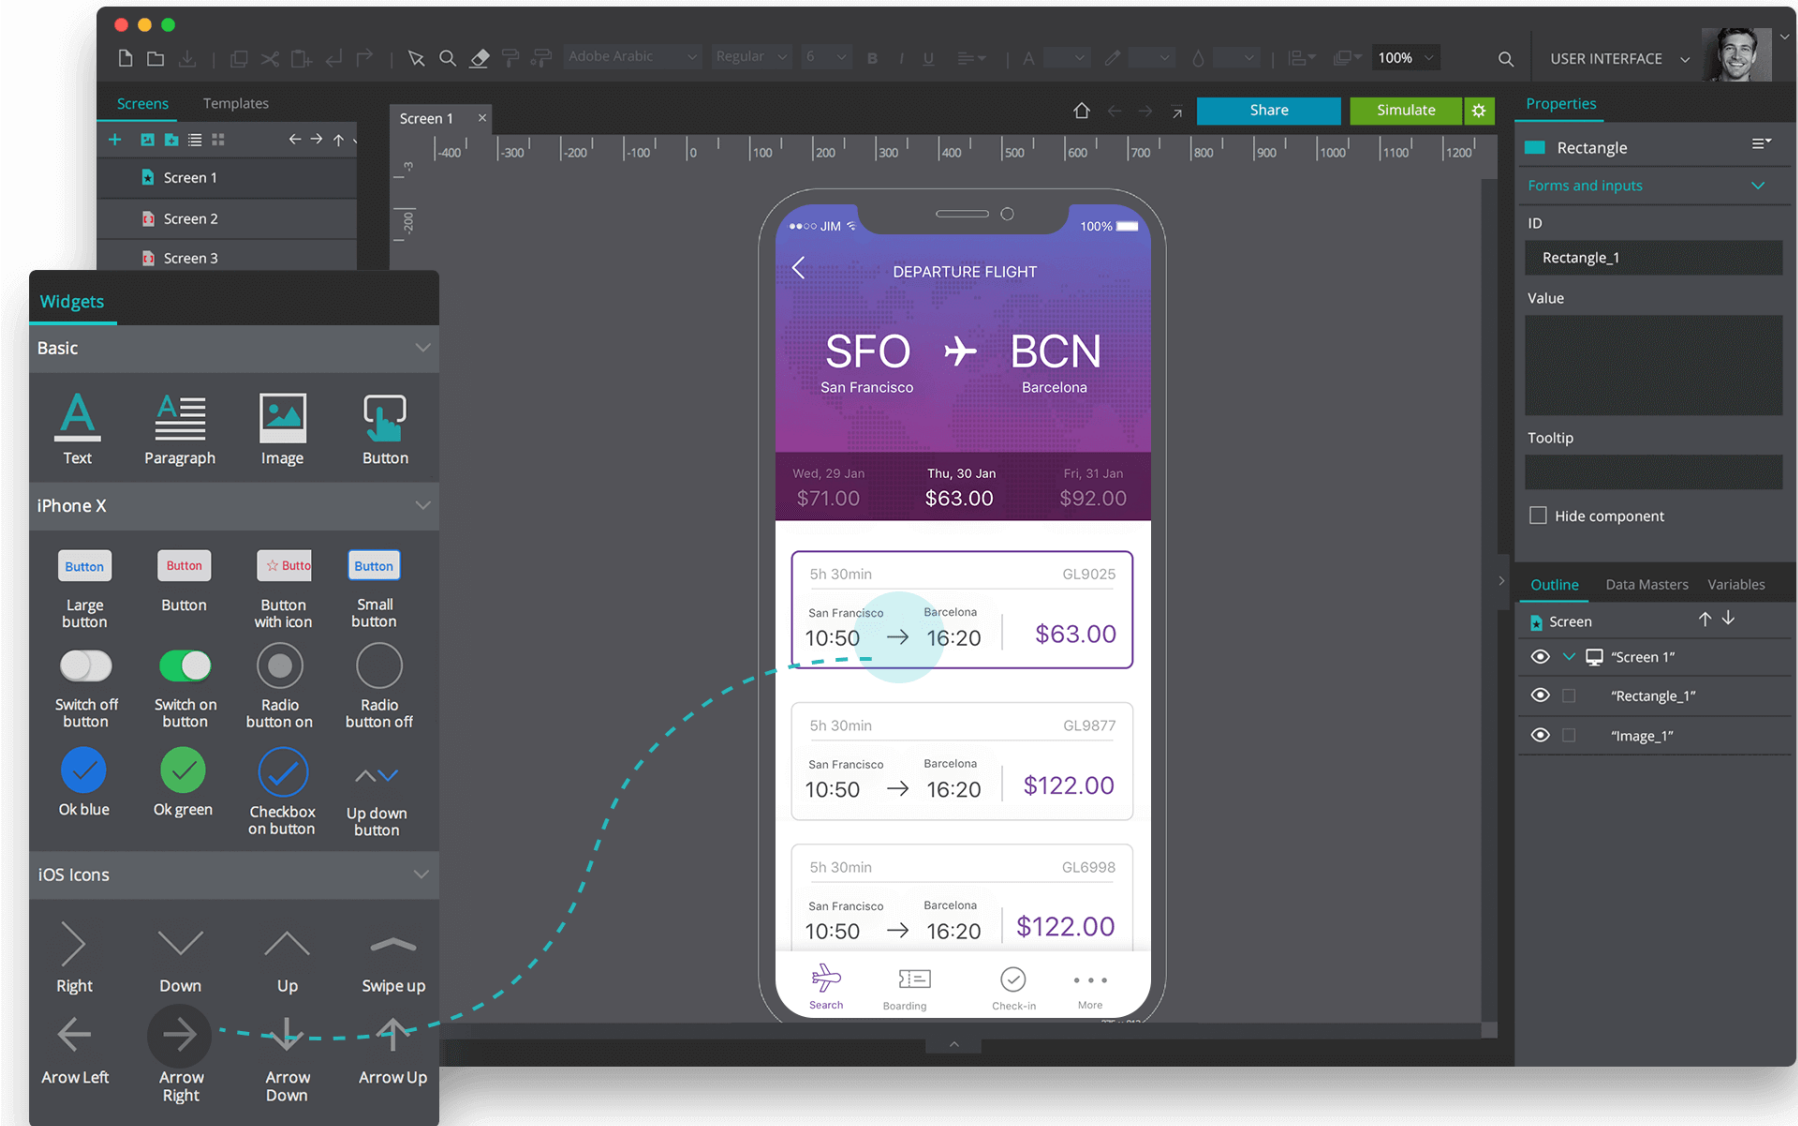 Adobe Arabic
Regular
6
B
I
U
A
100%
USER INTERFACE
Screens
Templates
Screen 1
Share
Simulate
Properties
-400
-300
-200
-100
0
100
200
300
400
500
600
700
800
900
1000
1100
1200
-3
-200
Screen 1
Screen 2
Screen 3
Rectangle
Forms and inputs
ID
Rectangle_1
Value
Tooltip
Hide component
Outline
Data Masters
Variables
Screen
“Screen 1”
“Rectangle_1”
“Image_1”
Widgets
Basic
Text
Paragraph
Image
Button
iPhone X
Button
Button
Butto
Button
Large
button
Button
Button
with icon
Small
button
Switch off
button
Switch on
button
Radio
button on
Radio
button off
Ok blue
Ok green
Checkbox
on button
Up down
button
iOS Icons
Right
Down
Up
Swipe up
Arow Left
Arrow
Right
Arrow
Down
Arrow Up
JIM
100%
DEPARTURE FLIGHT
SFO
BCN
San Francisco
Barcelona
Wed, 29 Jan
Thu, 30 Jan
Fri, 31 Jan
$71.00
$63.00
$92.00
5h 30min
GL9025
San Francisco
Barcelona
10:50
16:20
$63.00
5h 30min
GL9877
San Francisco
Barcelona
10:50
16:20
$122.00
5h 30min
GL6998
San Francisco
Barcelona
10:50
16:20
$122.00
Search
Boarding
Check-in
More